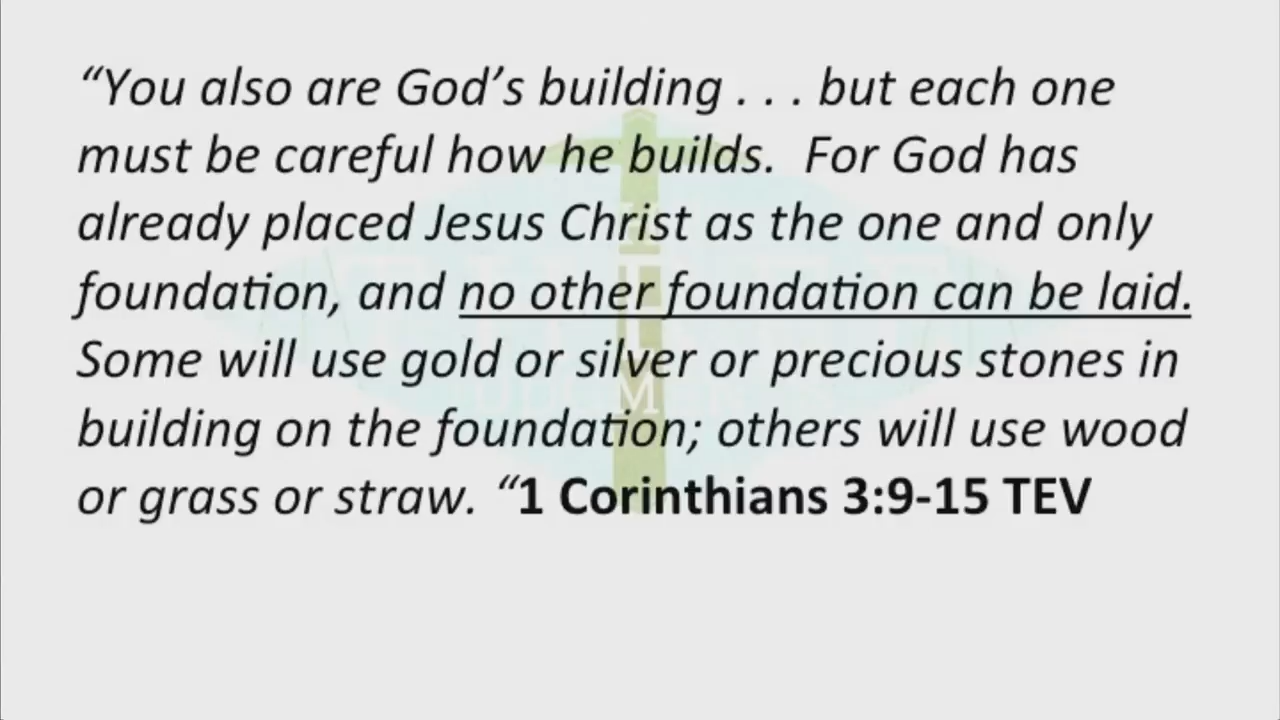 “You also are God’s building . . . but each one
must be careful how he builds.  For God has
already placed Jesus Christ as the one and only
foundation, and no other foundation can be laid.
Some will use gold or silver or precious stones in
building on the foundation; others will use wood
or grass or straw. “1 Corinthians 3:9-15 TEV